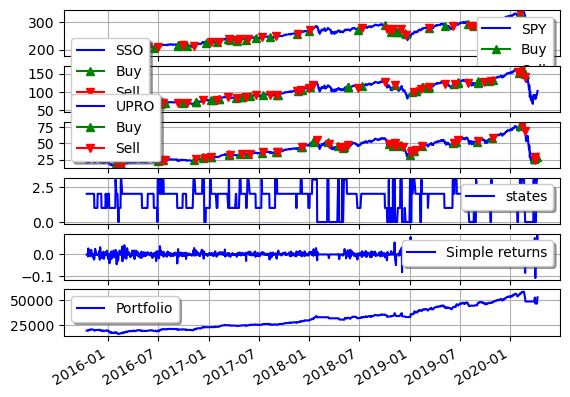 300
200
SPY
Buy
SSO
Buy
Sell
150
100
50
UPRO
Buy
Sell
75
50
25
2.5
0.0
states
0.0
−0.1
Simple returns
50000
25000
Portfolio
2016-01
2016-07
2017-01
2017-07
2018-01
2018-07
2019-01
2019-07
2020-01